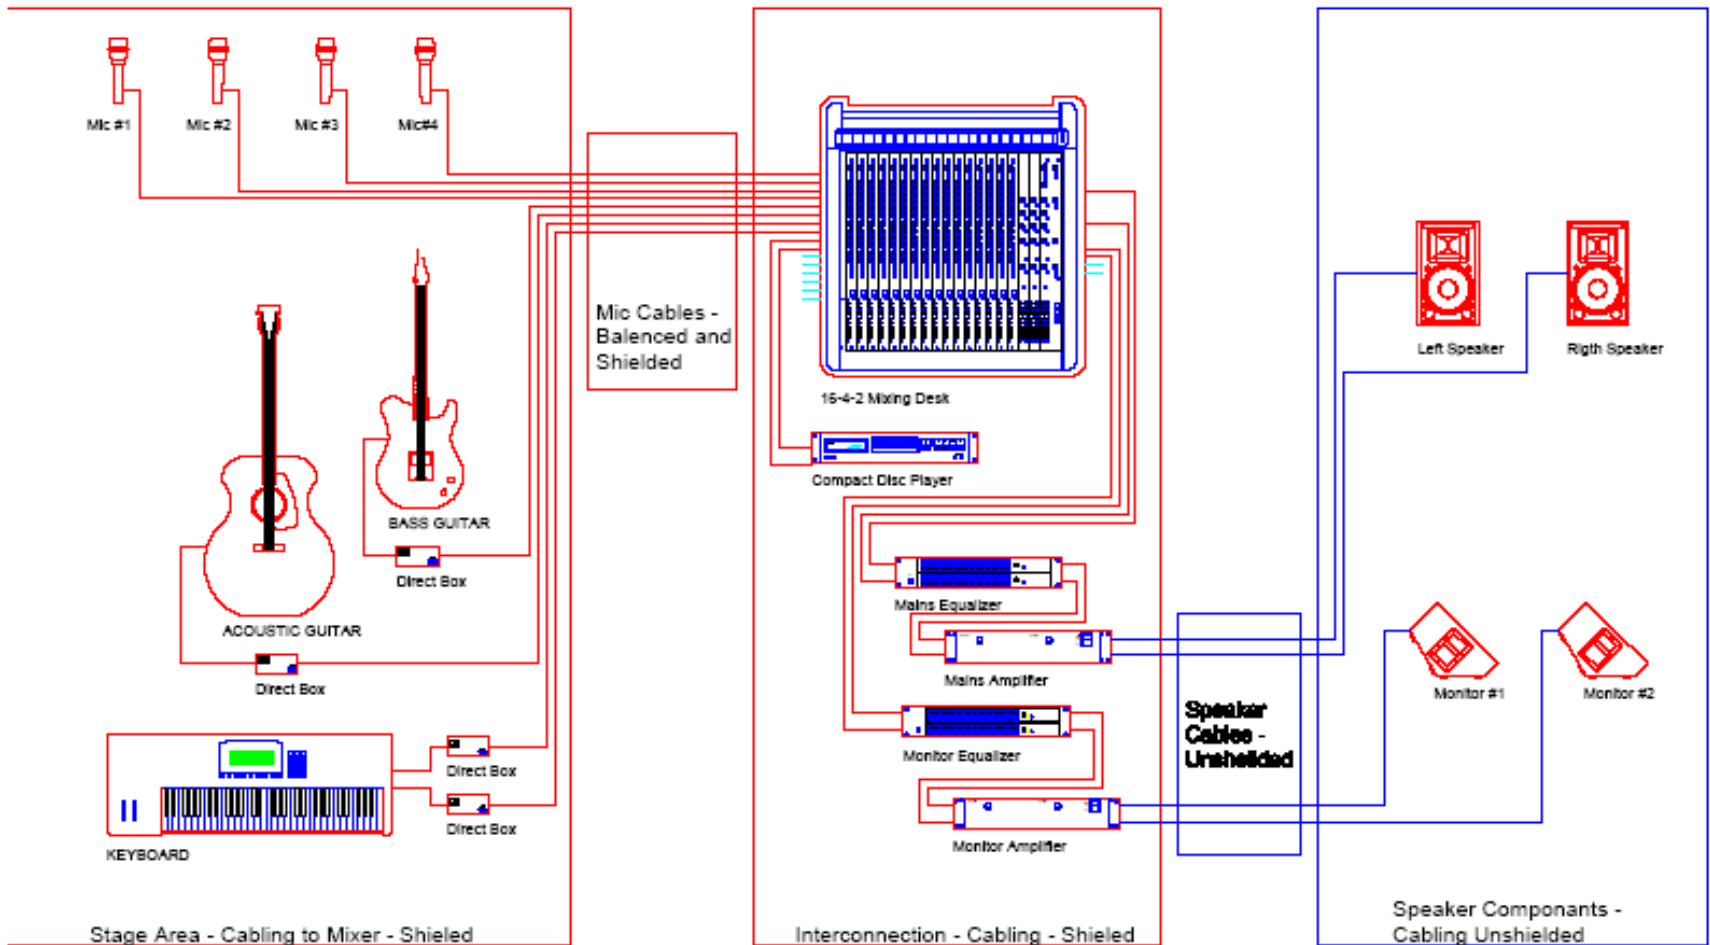 Mic #1
Mic #2
Mic #3
Mic#4
Mic Cables -
Balenced and
Shielded
16-4-2 Mixing Desk
Compact Disc Player
Left Speaker
Rigth Speaker
BASS GUITAR
Direct Box
ACOUSTIC GUITAR
Direct Box
Mains Equalizer
Mains Amplifier
Monitor #1
Monitor #2
Speaker
Cables -
Unsheilded
Monitor Equalizer
Direct Box
Direct Box
KEYBOARD
Monitor Amplifier
Stage Area - Cabling to Mixer - Shielded
Interconnection - Cabling - Shielded
Speaker Componants -
Cabling Unshielded